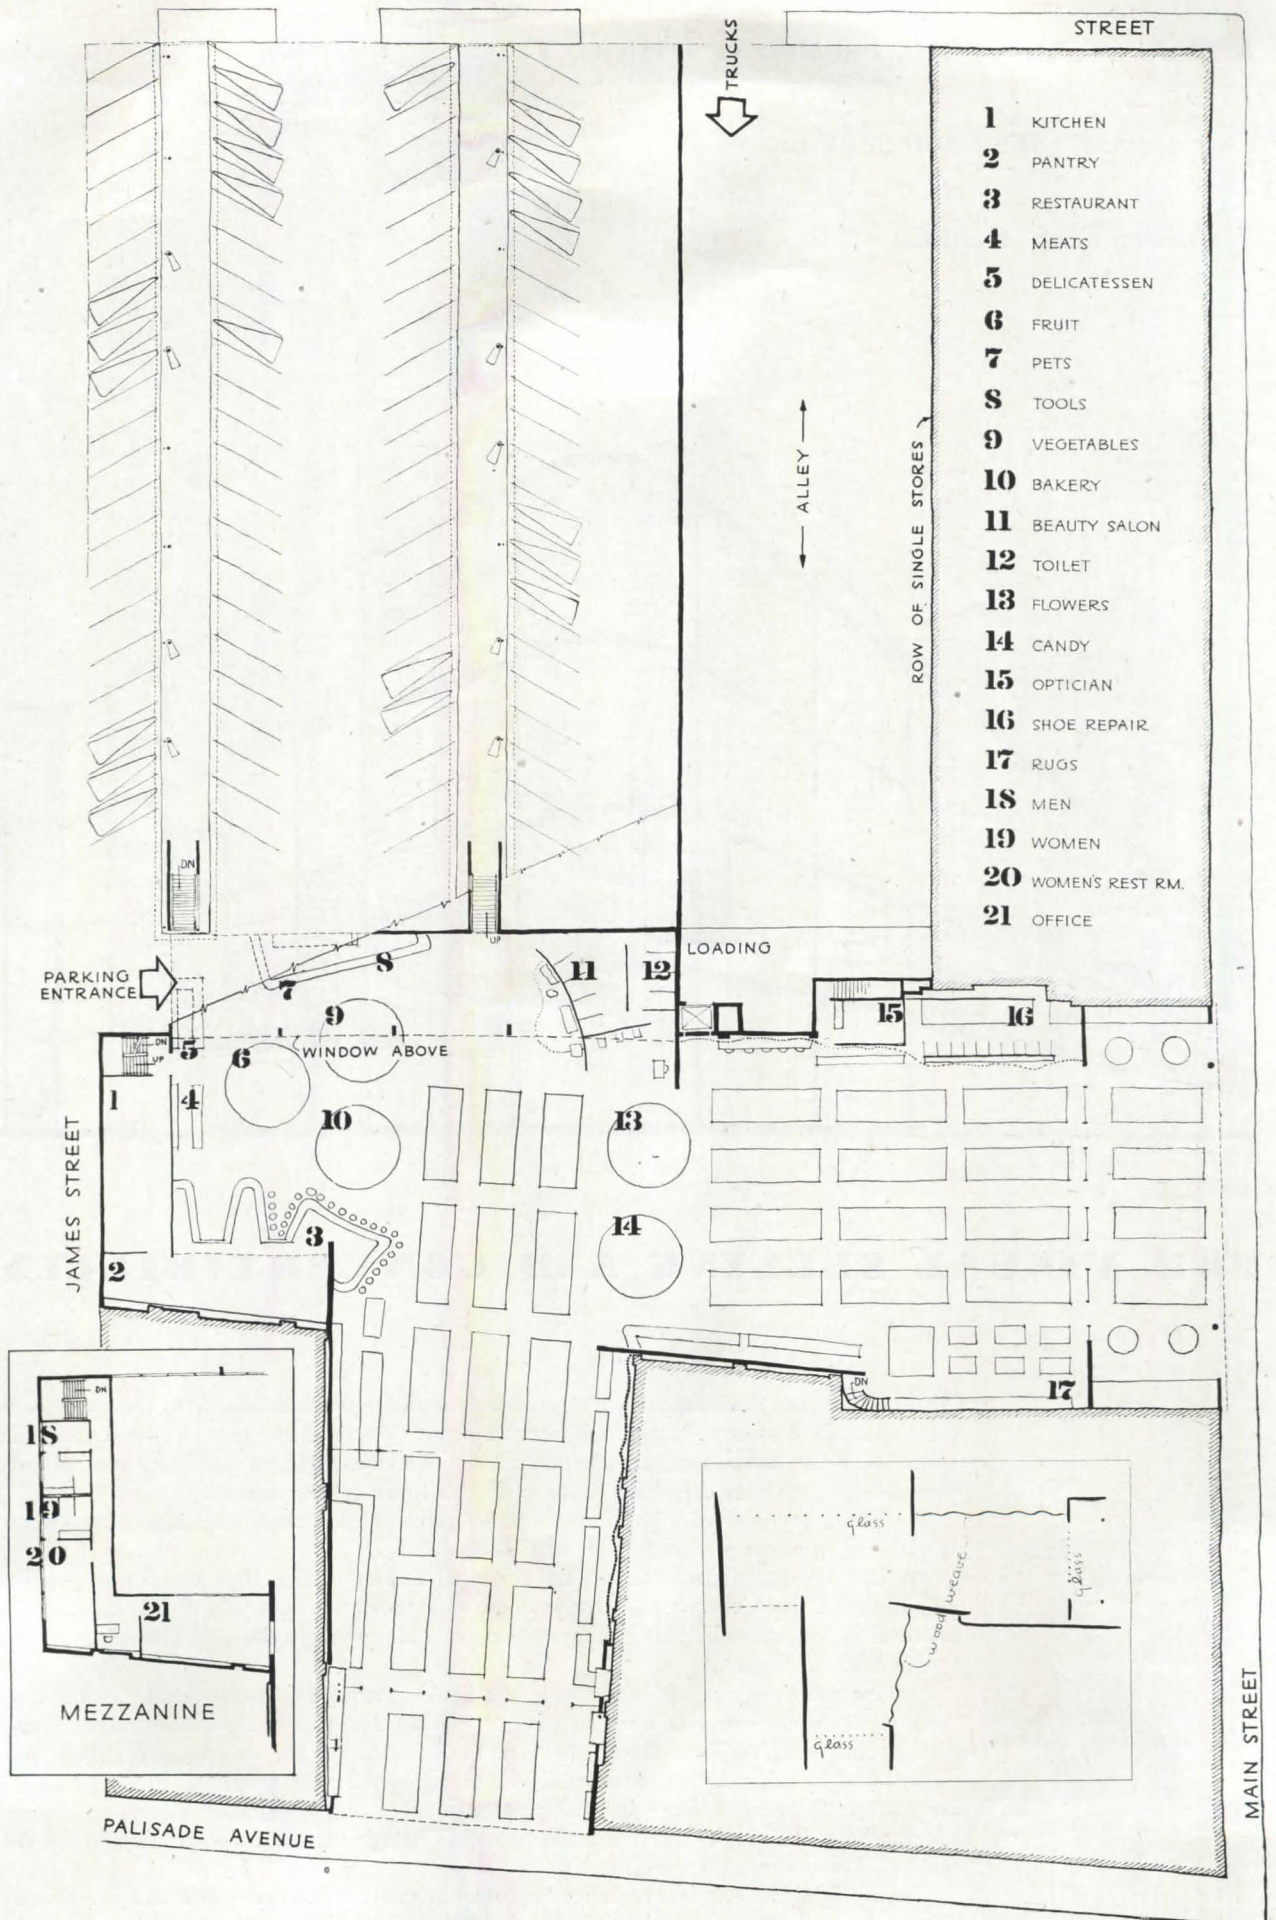 STREET
TRUCKS
1 KITCHEN
2 PANTRY
3 RESTAURANT
4 MEATS
5 DELICATESSEN
6 FRUIT
7 PETS
8 TOOLS
9 VEGETABLES
10 BAKERY
11 BEAUTY SALON
12 TOILET
13 FLOWERS
14 CANDY
15 OPTICIAN
16 SHOE REPAIR
17 RUGS
18 MEN
19 WOMEN
20 WOMEN'S REST RM.
21 OFFICE
ALLEY
ROW OF SINGLE STORES
DN
UP
LOADING
PARKING
ENTRANCE
8
11
12
7
9
15
16
DN
UP
5
6
WINDOW ABOVE
1
4
10
13
JAMES STREET
3
14
2
DN
17
DN
18
19
20
21
MEZZANINE
glass
glass
wood weave
glass
MAIN STREET
PALISADE AVENUE